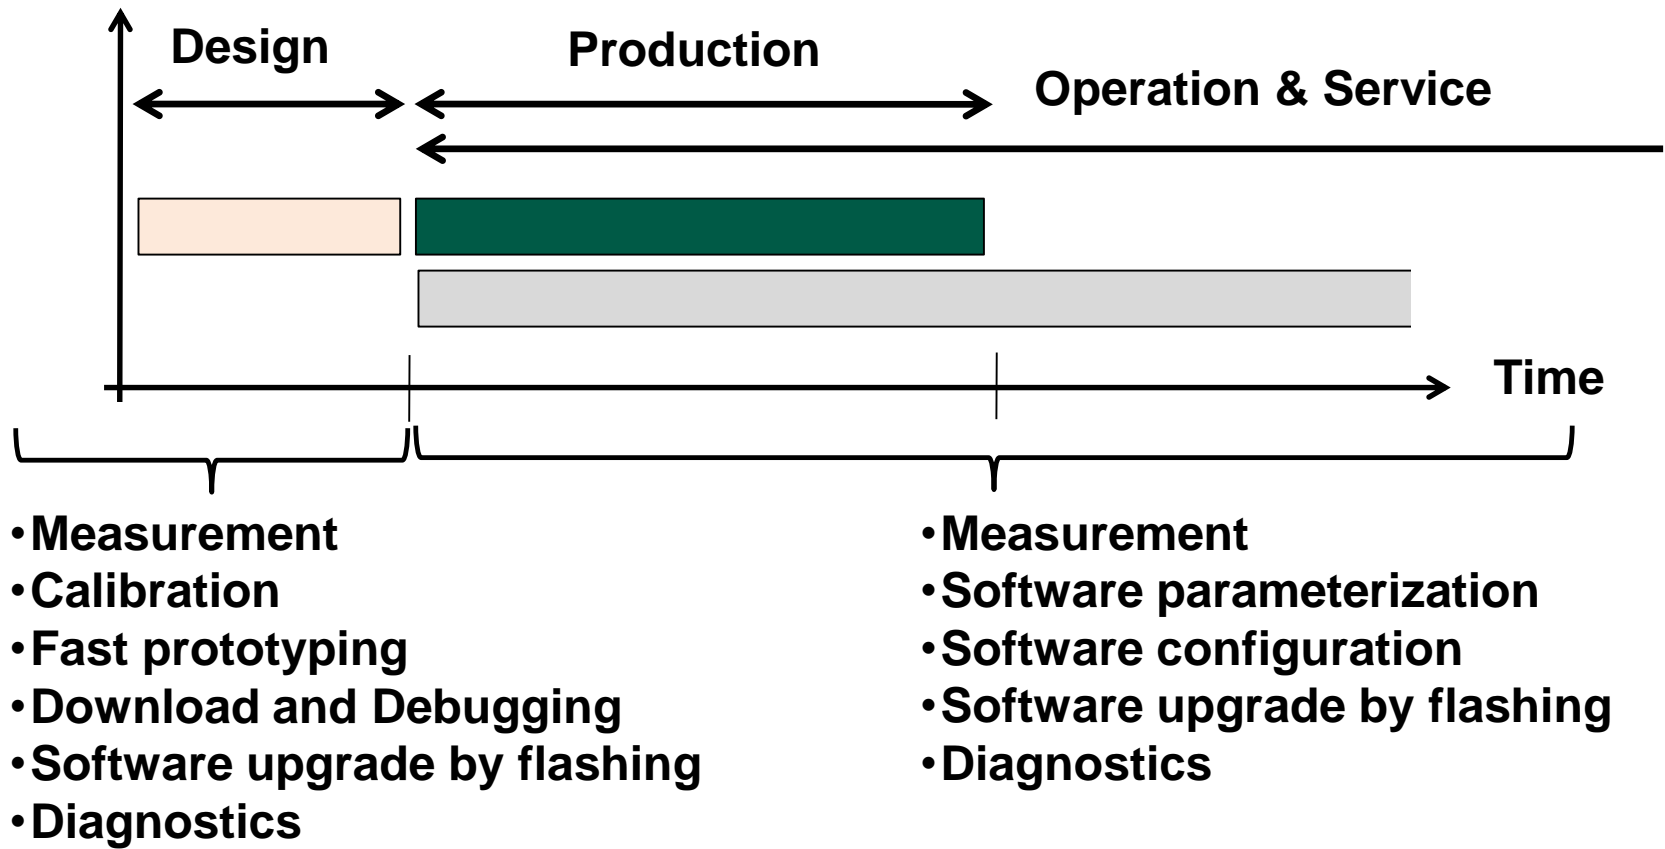 Design
Production
Operation & Service
Time
•Measurement
•Calibration
•Fast prototyping
•Download and Debugging
•Software upgrade by flashing
•Diagnostics
•Measurement
•Software parameterization
•Software configuration
•Software upgrade by flashing
•Diagnostics